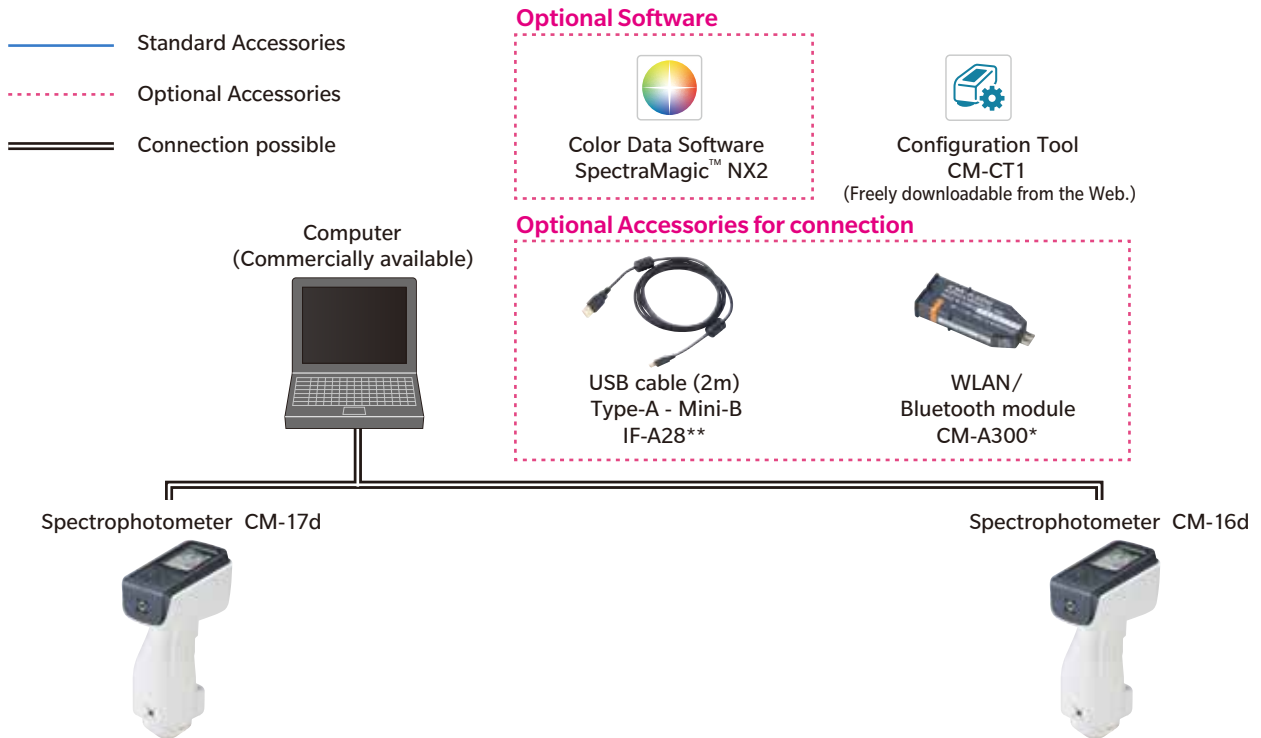 Optional Software
Standard Accessories
Optional Accessories
Connection possible
Color Data Software
SpectraMagic™ NX2
Configuration Tool
CM-CT1
(Freely downloadable from the Web.)
Optional Accessories for connection
Computer
(Commercially available)
USB cable (2m)
Type-A - Mini-B
IF-A28**
WLAN/
Bluetooth module
CM-A300*
Spectrophotometer CM-17d
Spectrophotometer CM-16d